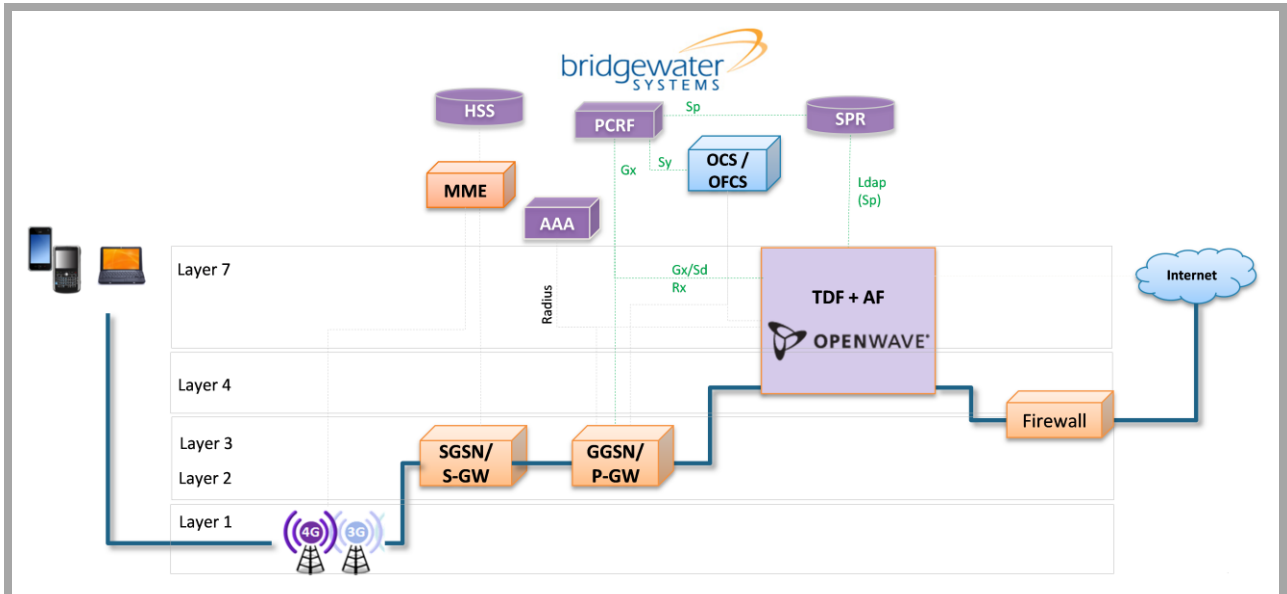 bridgewater
SYSTEMS
HSS
PCRF
Sp
SPR
OCS /
OFCS
Sy
Gx
MME
Ldap
(Sp)
AAA
Layer 7
Gx/Sd
Rx
Radius
TDF + AF
OPENWAVE
Internet
Layer 4
Firewall
Layer 3
SGSN/
S-GW
GGSN/
P-GW
Layer 2
Layer 1
4G
3G